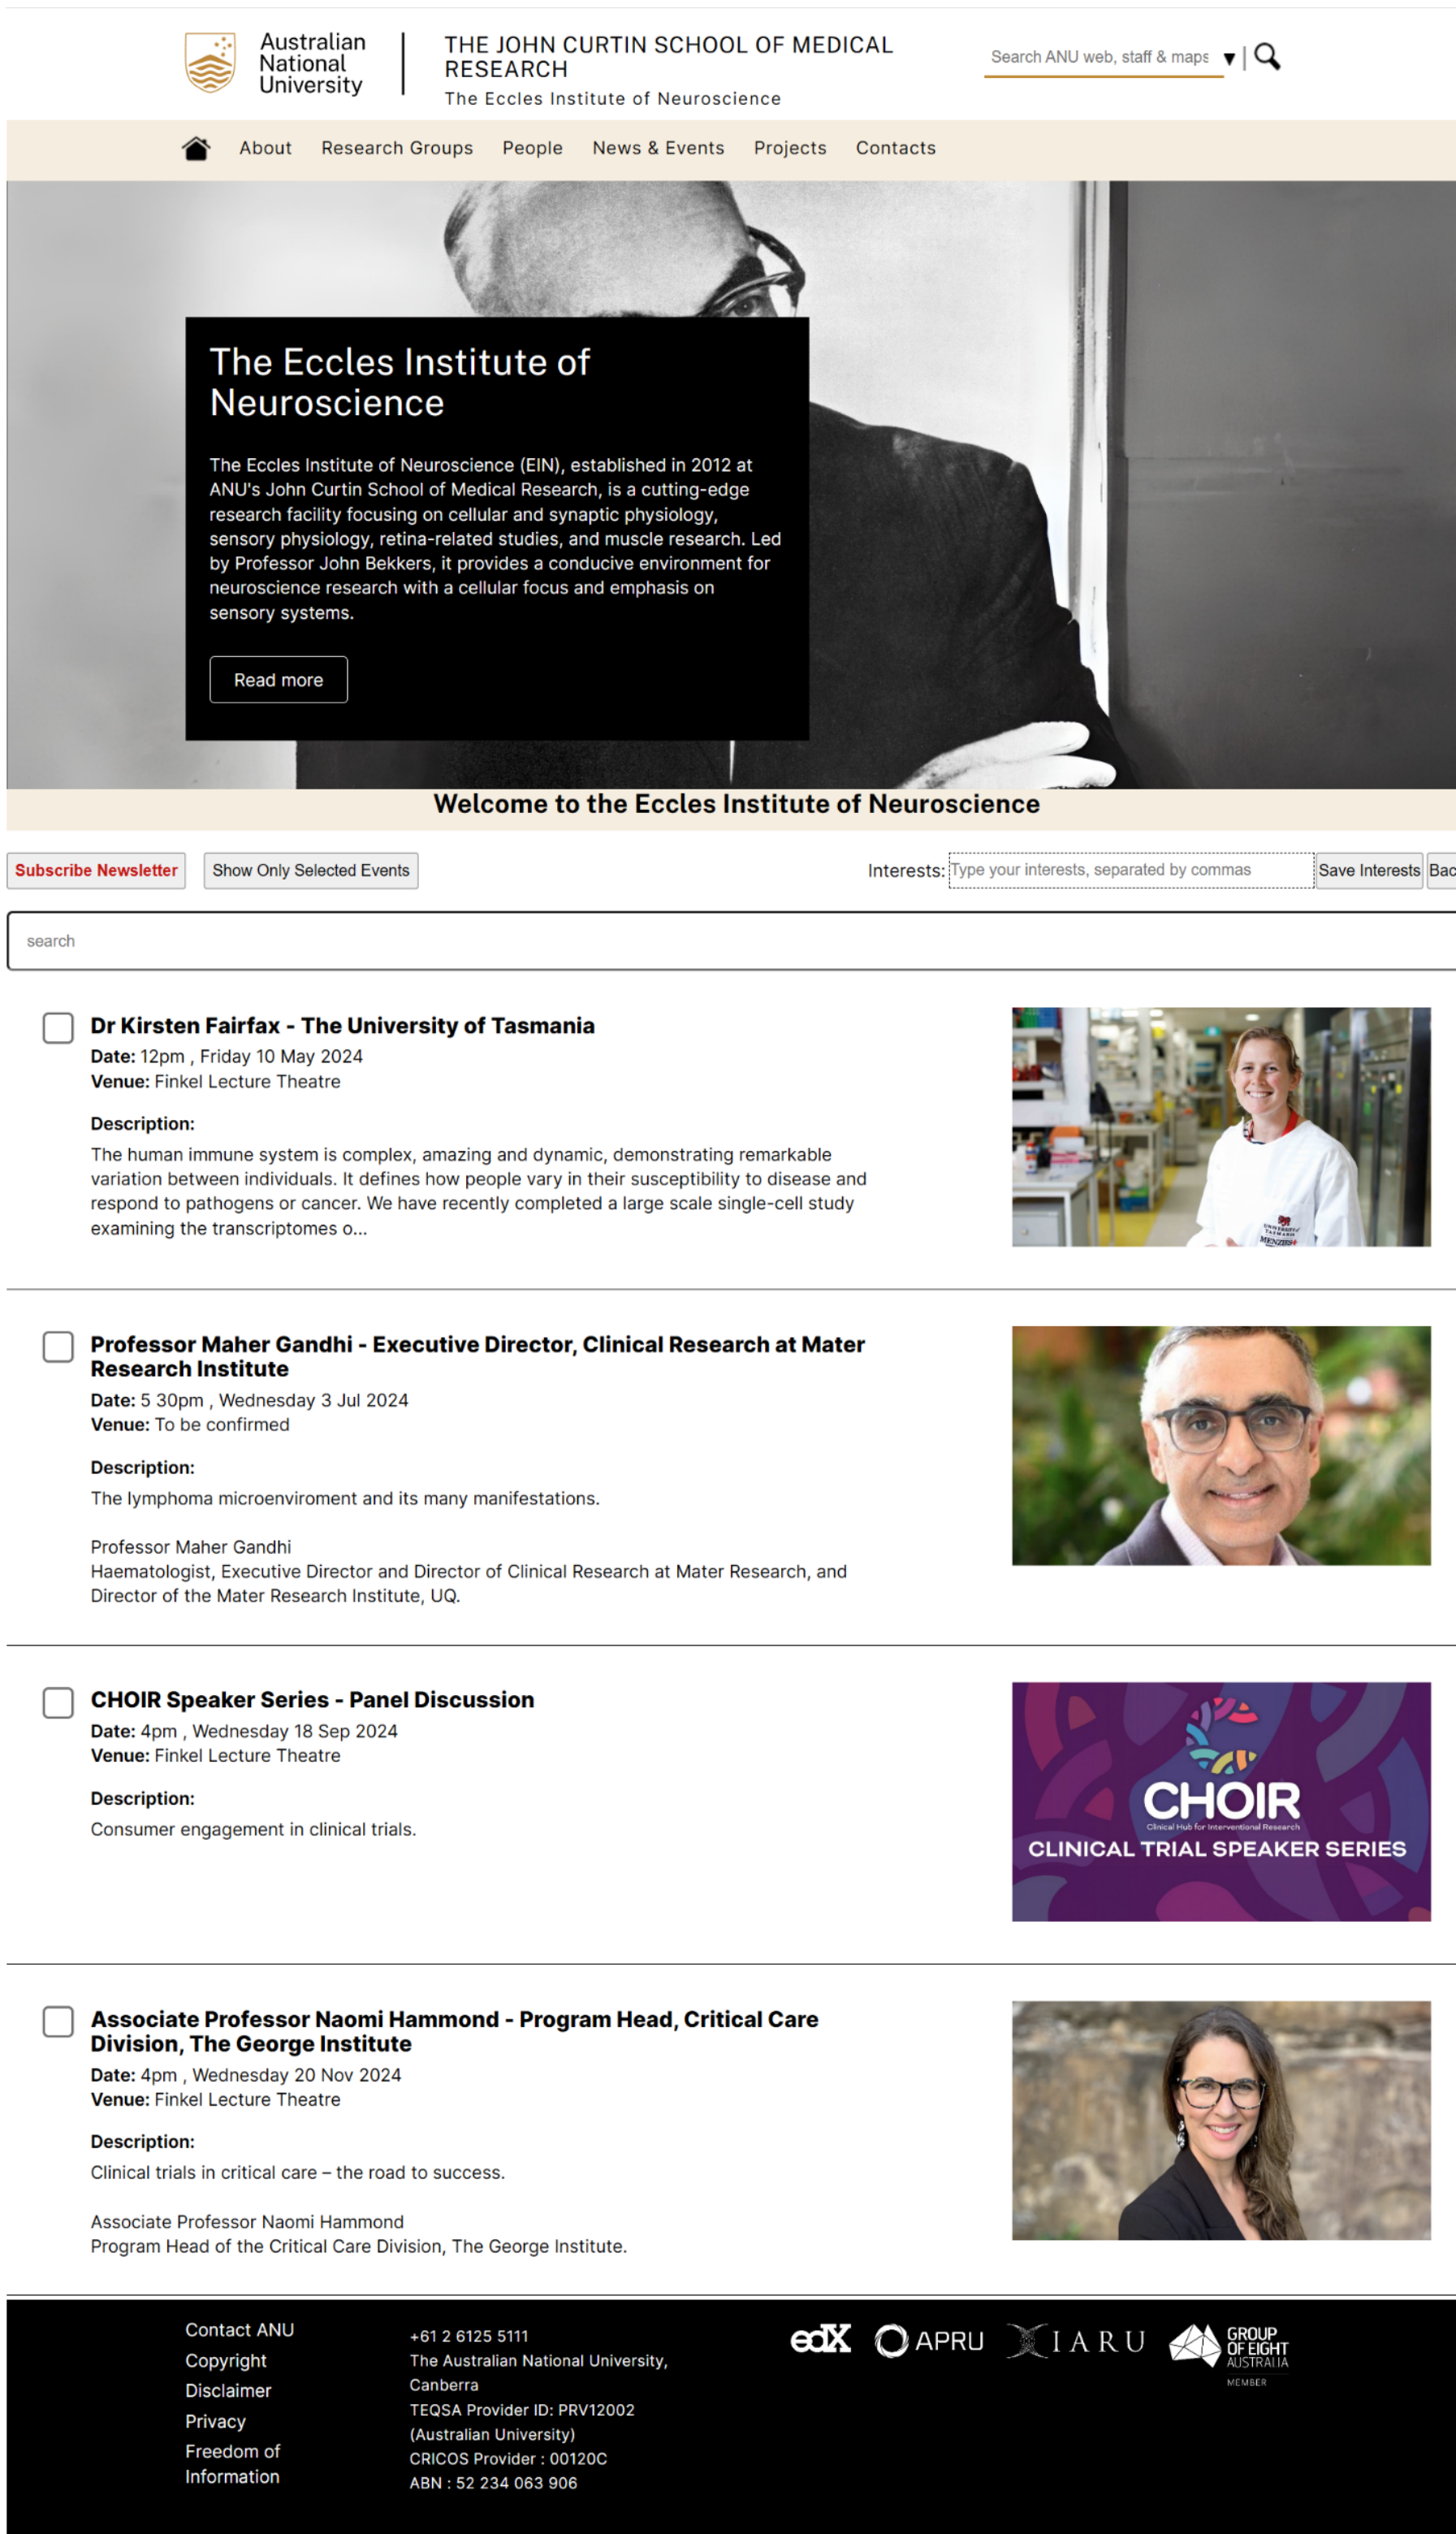 Australian
National
University
THE JOHN CURTIN SCHOOL OF MEDICAL
RESEARCH
The Eccles Institute of Neuroscience
Search ANU web, staff & maps
About Research Groups People News & Events Projects Contacts
The Eccles Institute of
Neuroscience
The Eccles Institute of Neuroscience (EIN), established in 2012 at
ANU's John Curtin School of Medical Research, is a cutting-edge
research facility focusing on cellular and synaptic physiology,
sensory physiology, retina-related studies, and muscle research. Led
by Professor John Bekkers, it provides a conducive environment for
neuroscience research with a cellular focus and emphasis on
sensory systems.
Read more
Welcome to the Eccles Institute of Neuroscience
Subscribe Newsletter Show Only Selected Events Interests: Type your interests, separated by commas Save Interests Bac
search
Dr Kirsten Fairfax - The University of Tasmania
Date: 12pm , Friday 10 May 2024
Venue: Finkel Lecture Theatre
Description:
The human immune system is complex, amazing and dynamic, demonstrating remarkable
variation between individuals. It defines how people vary in their susceptibility to disease and
respond to pathogens or cancer. We have recently completed a large scale single-cell study
examining the transcriptomes o...
UNIVERSITY of
TASMANIA
MENZIES
Professor Maher Gandhi - Executive Director, Clinical Research at Mater
Research Institute
Date: 5 30pm , Wednesday 3 Jul 2024
Venue: To be confirmed
Description:
The lymphoma microenviroment and its many manifestations.
Professor Maher Gandhi
Haematologist, Executive Director and Director of Clinical Research at Mater Research, and
Director of the Mater Research Institute, UQ.
CHOIR Speaker Series - Panel Discussion
Date: 4pm , Wednesday 18 Sep 2024
Venue: Finkel Lecture Theatre
Description:
Consumer engagement in clinical trials.
CHOIR
Clinical Hub for Interventional Research
CLINICAL TRIAL SPEAKER SERIES
Associate Professor Naomi Hammond - Program Head, Critical Care
Division, The George Institute
Date: 4pm , Wednesday 20 Nov 2024
Venue: Finkel Lecture Theatre
Description:
Clinical trials in critical care – the road to success.
Associate Professor Naomi Hammond
Program Head of the Critical Care Division, The George Institute.
Contact ANU
Copyright
Disclaimer
Privacy
Freedom of
Information
+61 2 6125 5111
The Australian National University,
Canberra
TEQSA Provider ID: PRV12002
(Australian University)
CRICOS Provider : 00120C
ABN : 52 234 063 906
edX
APRU
IARU
GROUP
OF EIGHT
AUSTRALIA
MEMBER